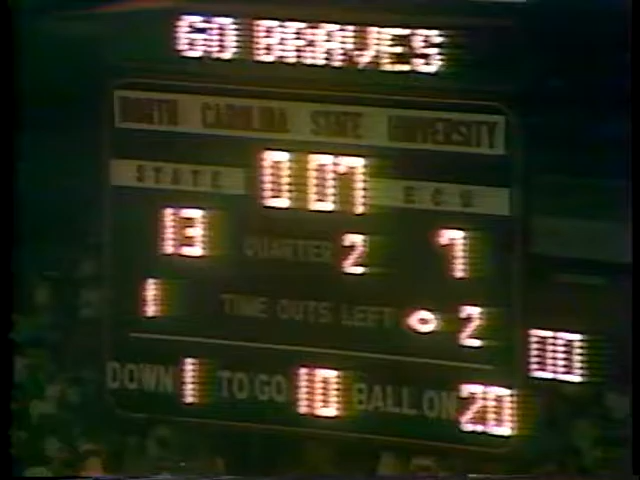 GO BRAVES
NORTH CAROLINA STATE UNIVERSITY
STATE 0 07 E C U
13 QUARTER 2 7
1 TIME OUTS LEFT 2
00
DOWN 1 TO GO 10 BALL ON 20